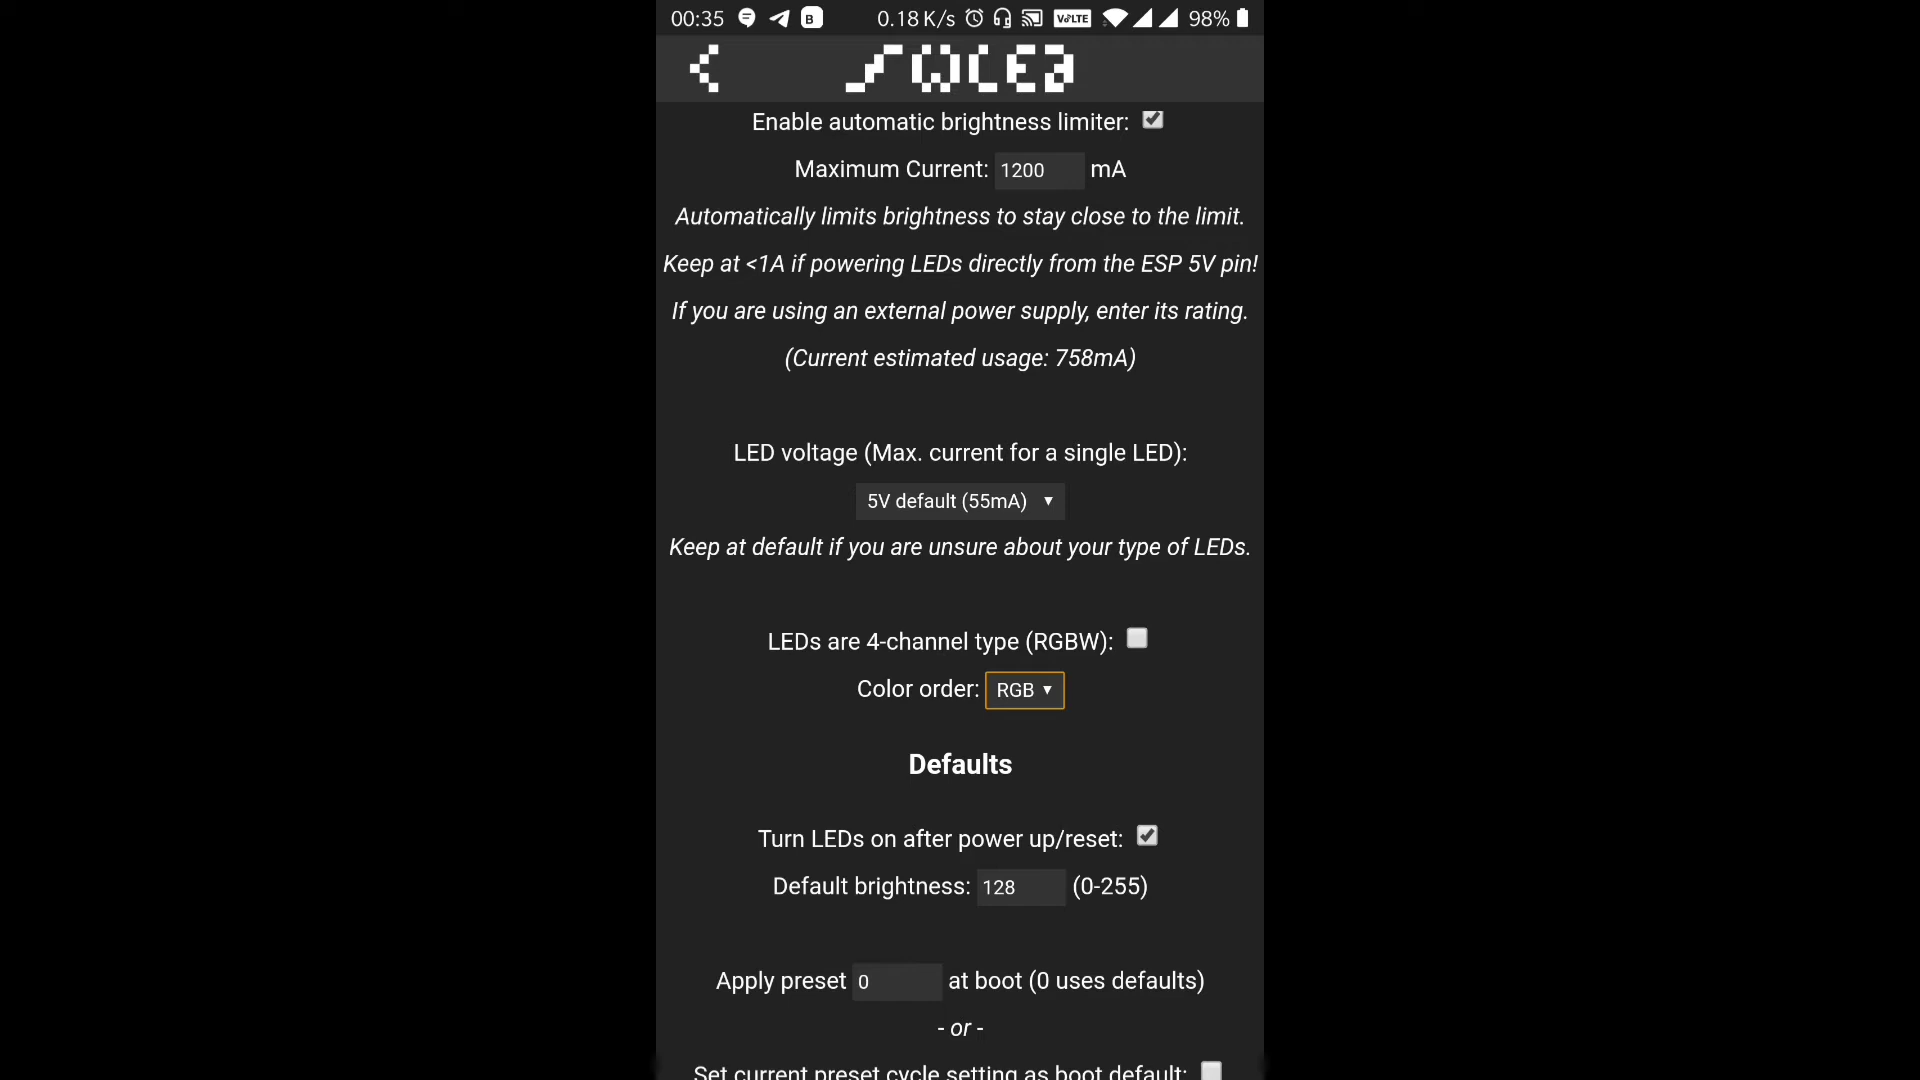 00:35 B 0.18 K/s VoLTE 98%
WLED
Enable automatic brightness limiter:
Maximum Current: 1200 mA
Automatically limits brightness to stay close to the limit.
Keep at <1A if powering LEDs directly from the ESP 5V pin!
If you are using an external power supply, enter its rating.
(Current estimated usage: 758mA)
LED voltage (Max. current for a single LED):
5V default (55mA)
Keep at default if you are unsure about your type of LEDs.
LEDs are 4-channel type (RGBW):
Color order: RGB
Defaults
Turn LEDs on after power up/reset:
Default brightness: 128 (0-255)
Apply preset 0 at boot (0 uses defaults)
- or -
Set current preset cycle setting as boot default: